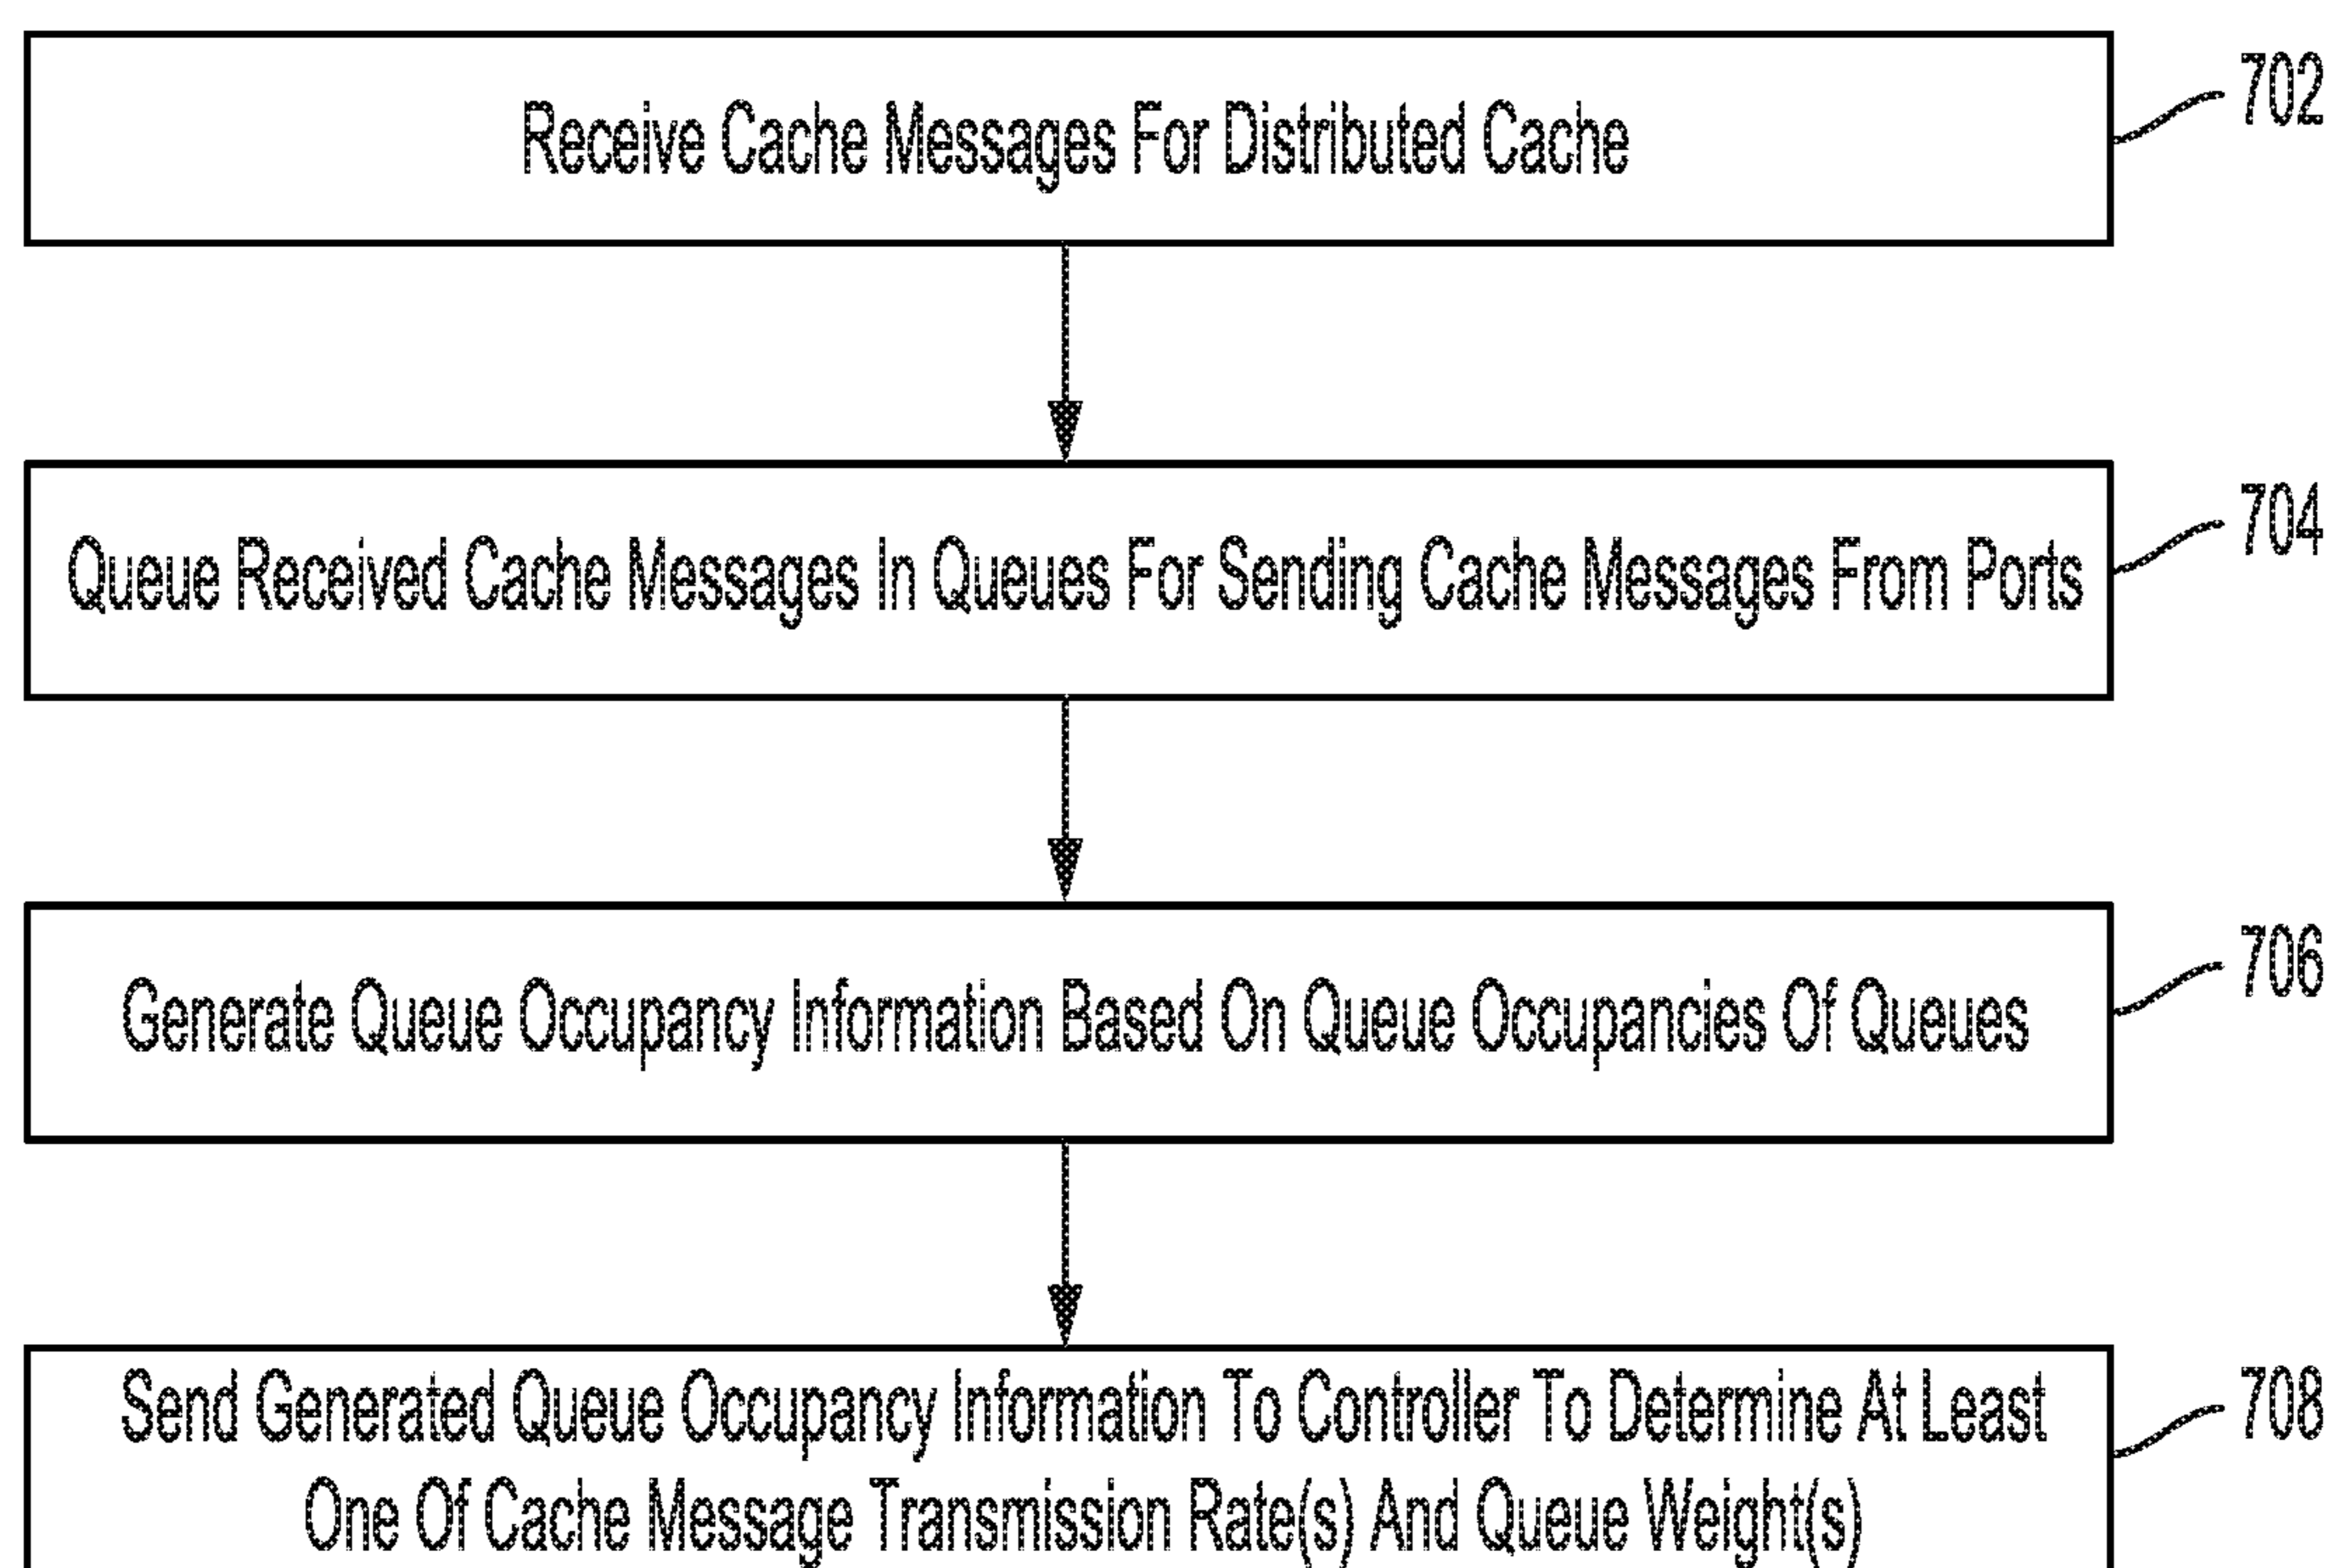 Receive Cache Messages For Distributed Cache
702
Queue Received Cache Messages In Queues For Sending Cache Messages From Ports
704
Generate Queue Occupancy Information Based On Queue Occupancies Of Queues
706
Send Generated Queue Occupancy Information To Controller To Determine At Least
One Of Cache Message Transmission Rate(s) And Queue Weight(s)
708